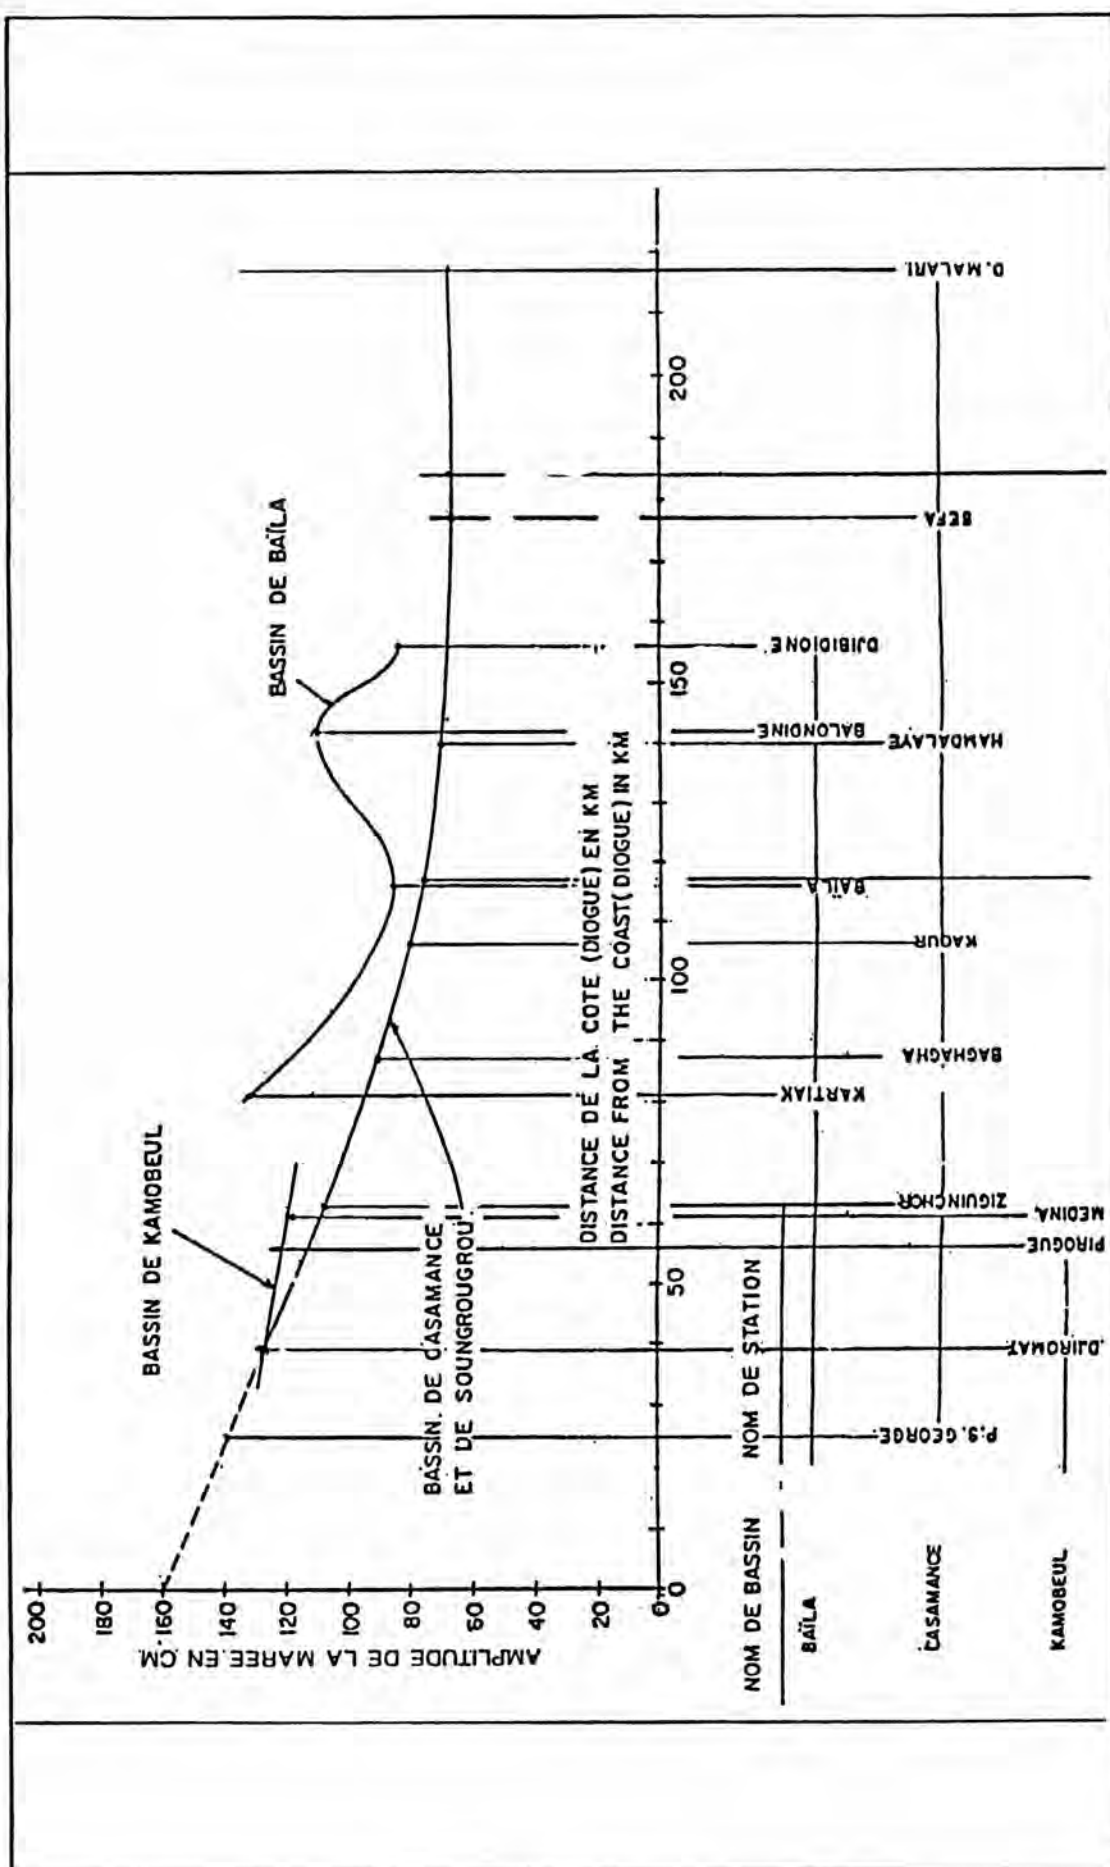 BASSIN DE KAMOBEUL
BASSIN DE BAÏLA
BASSIN. DE CASAMANCE
ET DE SOUNGROUGROU
AMPLITUDE DE LA MAREE EN CM.
200
160
140
120
100
80
60
40
20
0
DISTANCE DE LA COTE (DIOGUE) EN KM
DISTANCE FROM THE COAST (DIOGUE) IN KM
0
50
100
150
200
NOM DE BASSIN
NOM DE STATION
BAÏLA
KARTIAK
BAÏLA
BALONDINE
DJIBIDIONE
CASAMANCE
P.S. GEORGE
ZIGUINCHOR
BAGHAGHA
KAOUR
HAMDALAYE
SEFA
D. MALARI
KAMOBEUL
DJIROMAT
PIROGUE
MEDINA